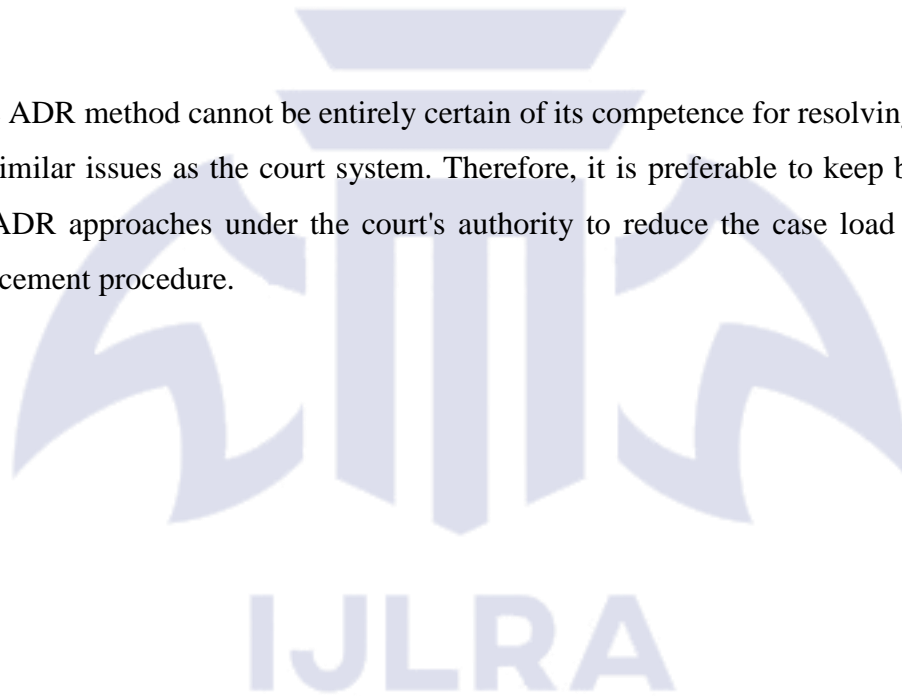 ADR method cannot be entirely certain of its competence for resolving
similar issues as the court system. Therefore, it is preferable to keep b
ADR approaches under the court's authority to reduce the case load
cement procedure.
IJLRA